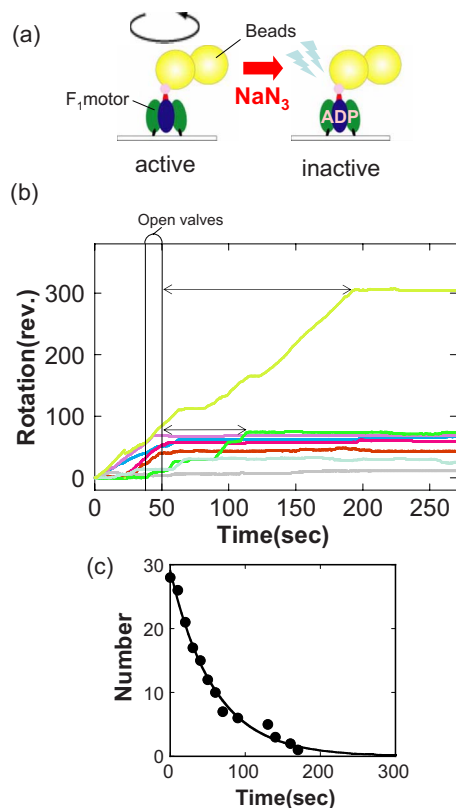 (a)
Beads
F1motor
NaN3
ADP
active
inactive
(b)
Open valves
Rotation(rev.)
300
200
100
0
0 50 100 150 200 250
Time(sec)
(c)
Number
30
20
10
0
0 100 200 300
Time(sec)